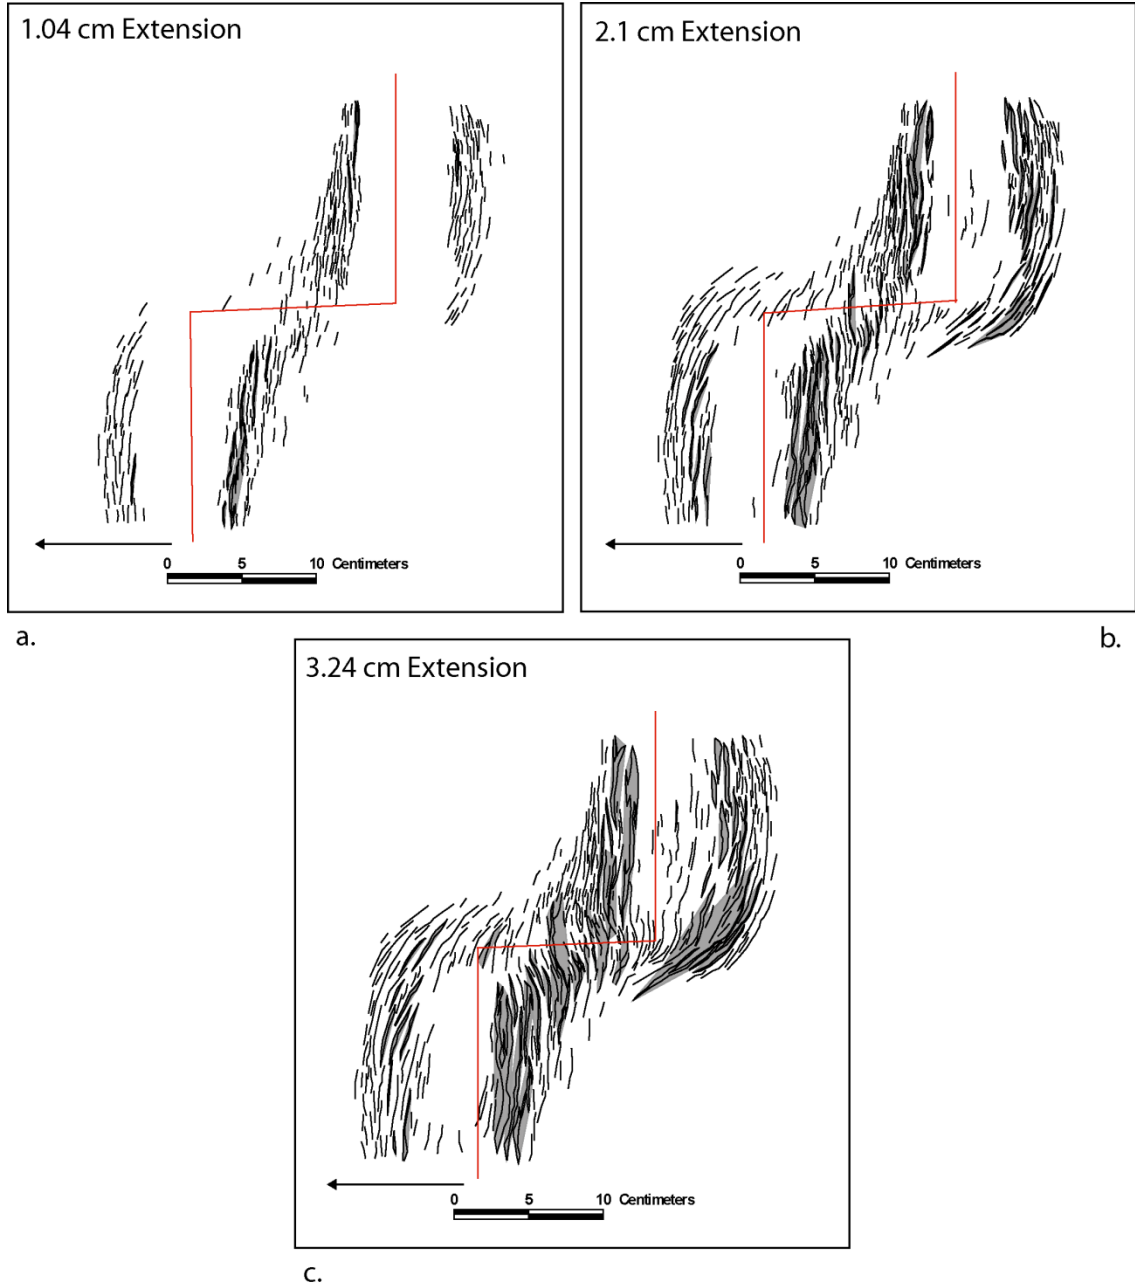 1.04 cm Extension
0 5 10 Centimeters
a.
2.1 cm Extension
0 5 10 Centimeters
b.
3.24 cm Extension
0 5 10 Centimeters
c.